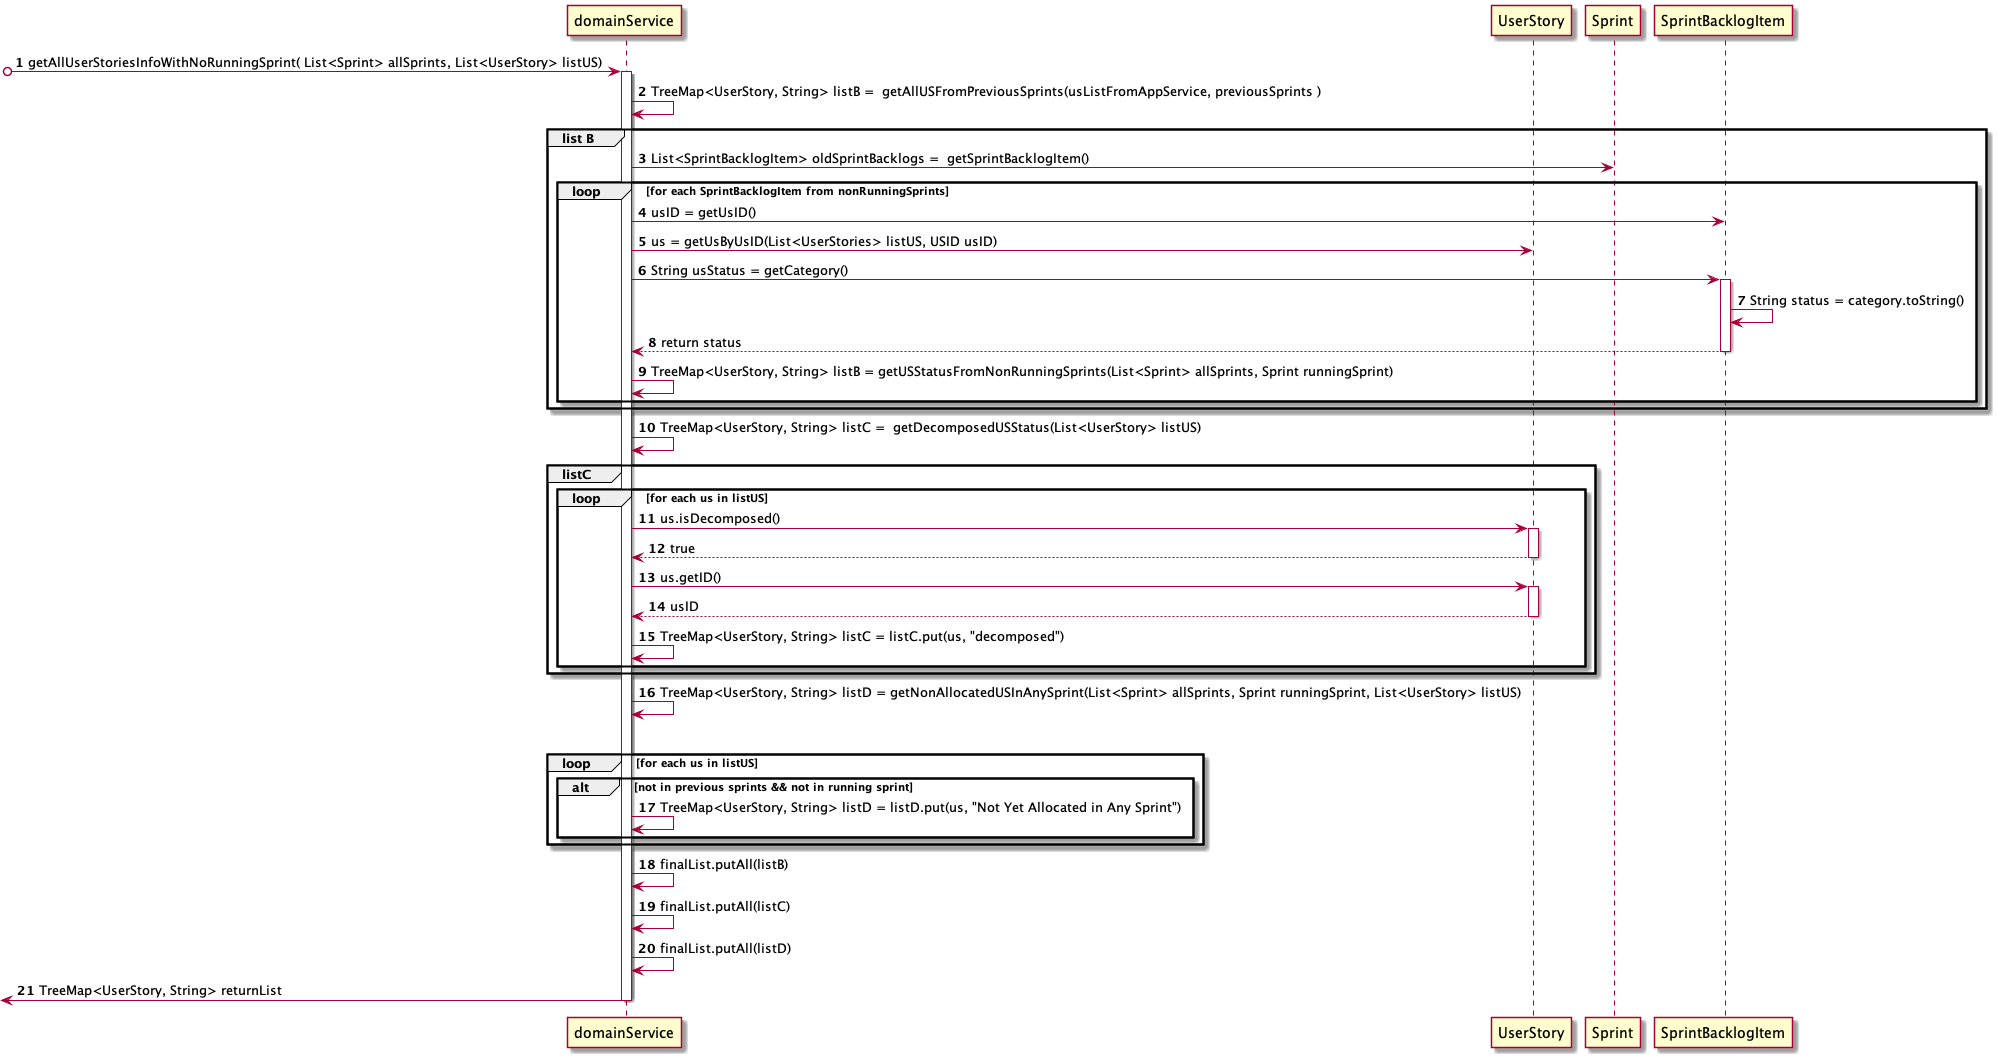 domainService
UserStory
Sprint
SprintBacklogItem
1 getAllUserStoriesInfoWithNoRunningSprint( List<Sprint> allSprints, List<UserStory> listUS)
2 TreeMap<UserStory, String> listB = getAllUSFromPreviousSprints(usListFromAppService, previousSprints )
list B
3 List<SprintBacklogItem> oldSprintBacklogs = getSprintBacklogItem()
loop [for each SprintBacklogItem from nonRunningSprints]
4 usID = getUsID()
5 us = getUsByUsID(List<UserStories> listUS, USID usID)
6 String usStatus = getCategory()
7 String status = category.toString()
8 return status
9 TreeMap<UserStory, String> listB = getUSStatusFromNonRunningSprints(List<Sprint> allSprints, Sprint runningSprint)
10 TreeMap<UserStory, String> listC = getDecomposedUSStatus(List<UserStory> listUS)
listC
loop [for each us in listUS]
11 us.isDecomposed()
12 true
13 us.getID()
14 usID
15 TreeMap<UserStory, String> listC = listC.put(us, "decomposed")
16 TreeMap<UserStory, String> listD = getNonAllocatedUSInAnySprint(List<Sprint> allSprints, Sprint runningSprint, List<UserStory> listUS)
loop [for each us in listUS]
alt [not in previous sprints && not in running sprint]
17 TreeMap<UserStory, String> listD = listD.put(us, "Not Yet Allocated in Any Sprint")
18 finalList.putAll(listB)
19 finalList.putAll(listC)
20 finalList.putAll(listD)
21 TreeMap<UserStory, String> returnList
domainService
UserStory
Sprint
SprintBacklogItem